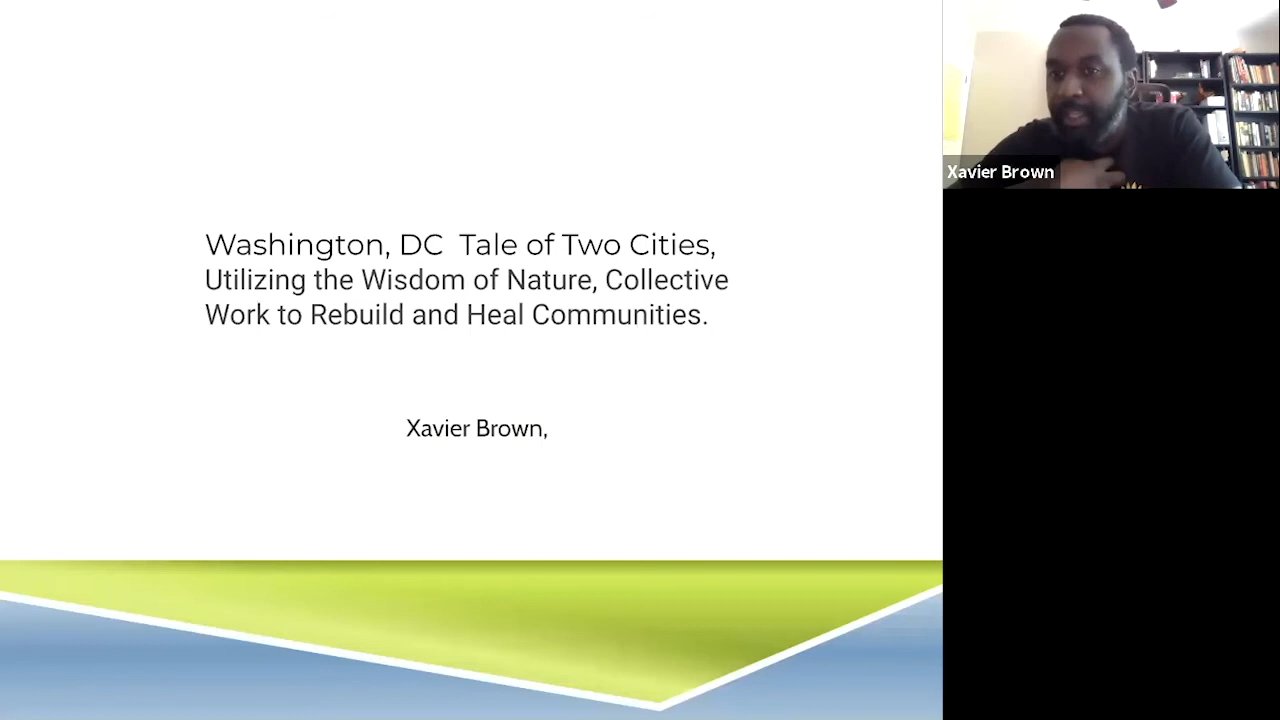 Washington, DC  Tale of Two Cities,
Utilizing the Wisdom of Nature, Collective
Work to Rebuild and Heal Communities.
Xavier Brown,
Xavier Brown